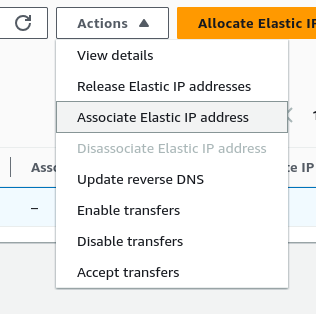 Actions
Allocate Elastic IP
View details
Release Elastic IP addresses
Associate Elastic IP address
Disassociate Elastic IP address
Update reverse DNS
Enable transfers
Disable transfers
Accept transfers
IP
–